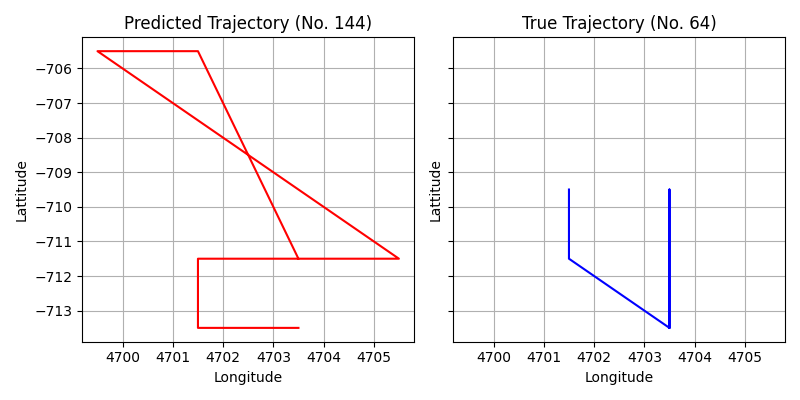 Predicted Trajectory (No. 144)
True Trajectory (No. 64)
Lattitude
−706
−707
−708
−709
−710
−711
−712
−713
4700 4701 4702 4703 4704 4705
Longitude
Lattitude
4700 4701 4702 4703 4704 4705
Longitude